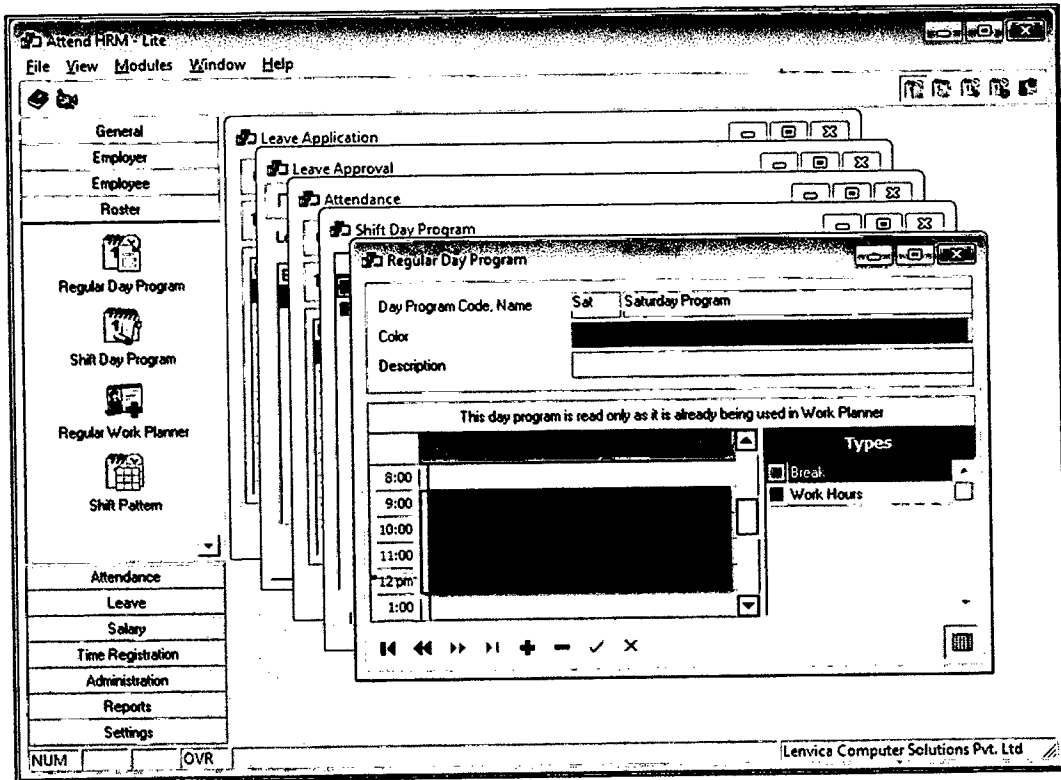 Attend HRM - Lite
File View Modules Window Help
General
Employer
Employee
Roster
Regular Day Program
Shift Day Program
Regular Work Planner
Shift Pattern
Attendance
Leave
Salary
Time Registration
Administration
Reports
Settings
Leave Application
Leave Approval
Attendance
Shift Day Program
Regular Day Program
Day Program Code, Name Sat Saturday Program
Color
Description
This day program is read only as it is already being used in Work Planner
8:00
9:00
10:00
11:00
12 pm
1:00
Types
Break
Work Hours
NUM OVR Lenvica Computer Solutions Pvt. Ltd